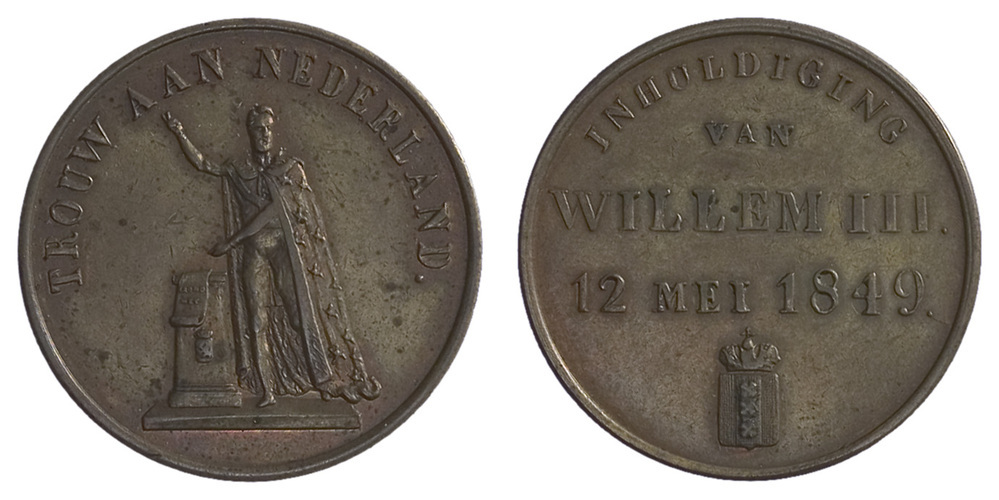 TROUW AAN NEDERLAND.
INHULDIGING
VAN
WILLEM III.
12 MEI 1849.